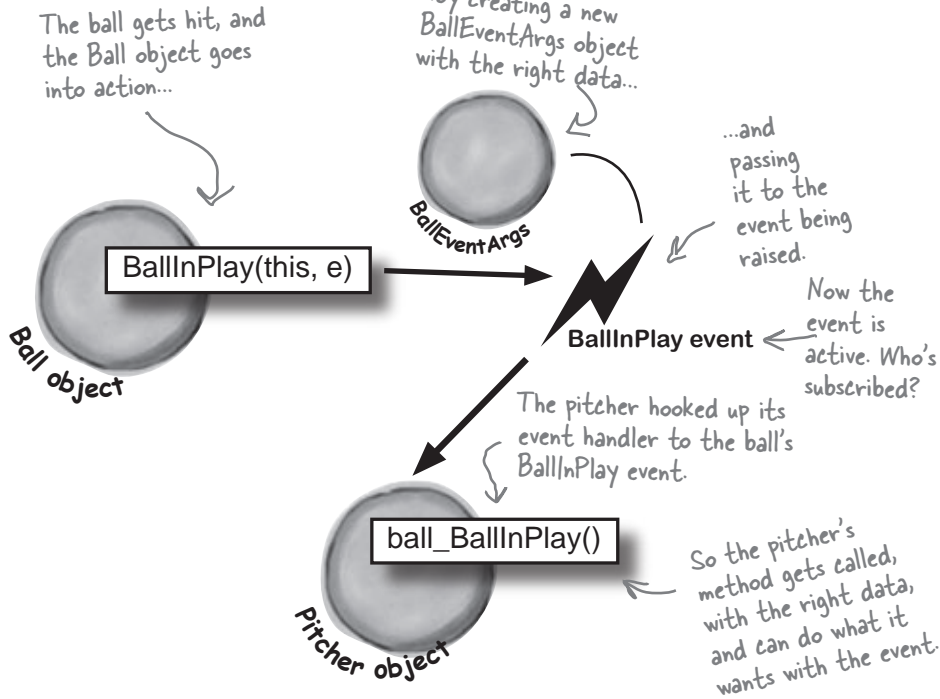 The ball gets hit, and
the Ball object goes
into action...
creating a new
BallEventArgs object
with the right data...
BallEventArgs
...and
passing
it to the
event being
raised.
BallInPlay(this, e)
Ball object
BallInPlay event
Now the
event is
active. Who's
subscribed?
The pitcher hooked up its
event handler to the ball's
BallInPlay event.
ball_BallInPlay()
Pitcher object
So the pitcher's
method gets called,
with the right data,
and can do what it
wants with the event.